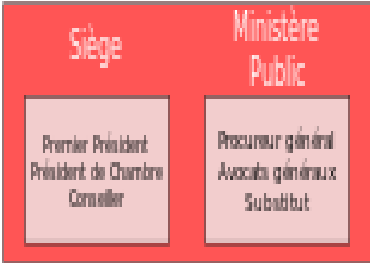 Siège
Ministère
Public
Premier Président
Président de Chambre
Conseiller
Procureur général
Avocats généraux
Substitut